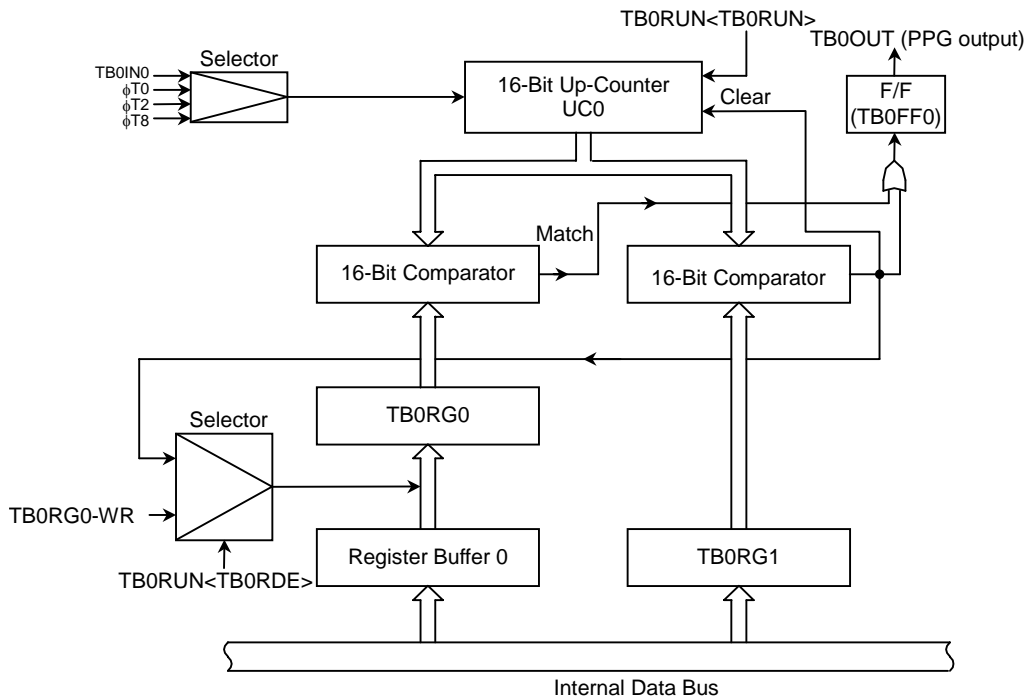 TB0RUN<TB0RUN>
TB0OUT (PPG output)
Selector
TB0IN0
ϕT0
ϕT2
ϕT8
16-Bit Up-Counter
UC0
Clear
F/F
(TB0FF0)
Match
16-Bit Comparator
16-Bit Comparator
TB0RG0
Selector
TB0RG0-WR
TB0RUN<TB0RDE>
Register Buffer 0
TB0RG1
Internal Data Bus